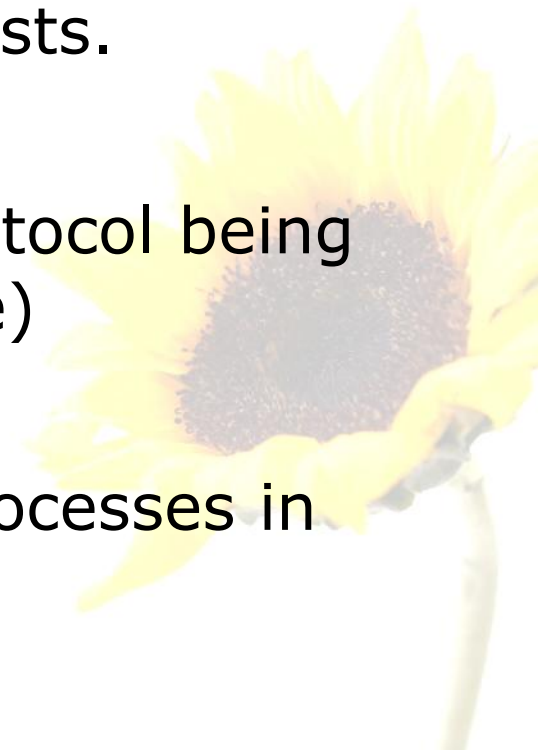 sts.
tocol being
e)
ocesses in